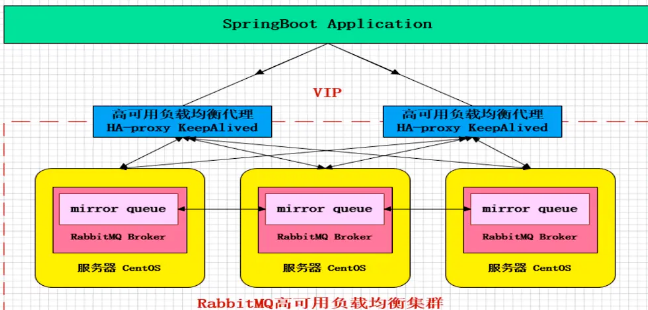 SpringBoot Application
VIP
高可用负载均衡代理
HA-proxy KeepAlived
高可用负载均衡代理
HA-proxy KeepAlived
mirror queue
RabbitMQ Broker
服务器 CentOS
mirror queue
RabbitMQ Broker
服务器 CentOS
mirror queue
RabbitMQ Broker
服务器 CentOS
RabbitMQ高可用负载均衡集群